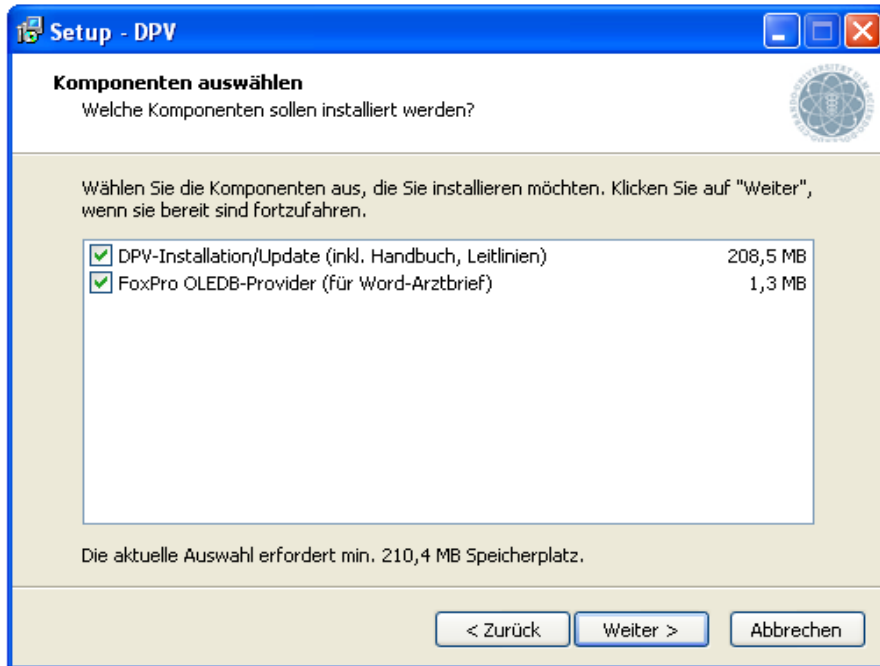 Setup - DPV
Komponenten auswählen
Welche Komponenten sollen installiert werden?
Wählen Sie die Komponenten aus, die Sie installieren möchten. Klicken Sie auf "Weiter",
wenn sie bereit sind fortzufahren.
DPV-Installation/Update (inkl. Handbuch, Leitlinien) 208,5 MB
FoxPro OLEDB-Provider (für Word-Arztbrief) 1,3 MB
Die aktuelle Auswahl erfordert min. 210,4 MB Speicherplatz.
< Zurück Weiter > Abbrechen